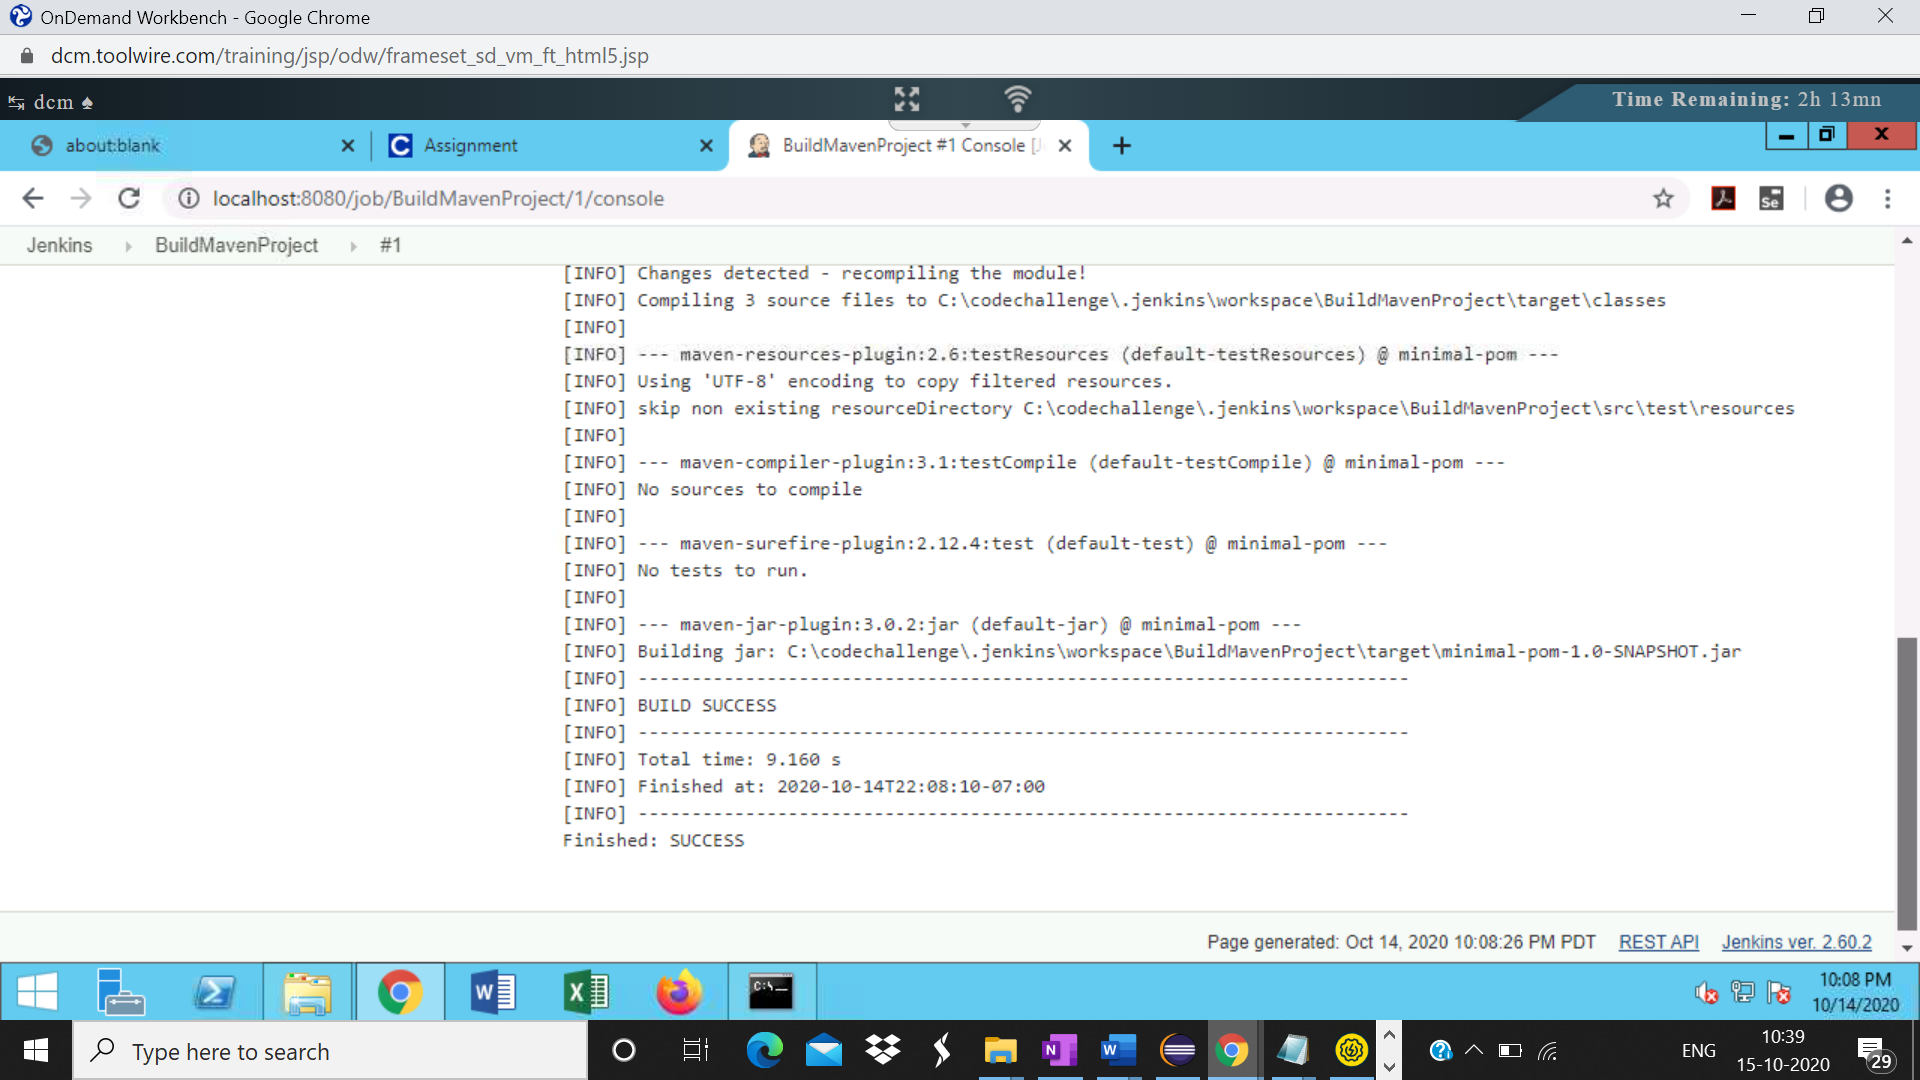 OnDemand Workbench - Google Chrome
dcm.toolwire.com/training/jsp/odw/frameset_sd_vm_ft_html5.jsp
dcm
Time Remaining: 2h 13mn
about:blank
Assignment
BuildMavenProject #1 Console [J
localhost:8080/job/BuildMavenProject/1/console
Se
Jenkins
BuildMavenProject
#1
[INFO] Changes detected - recompiling the module!
[INFO] Compiling 3 source files to C:\codechallenge\.jenkins\workspace\BuildMavenProject\target\classes
[INFO]
[INFO] --- maven-resources-plugin:2.6:testResources (default-testResources) @ minimal-pom ---
[INFO] Using 'UTF-8' encoding to copy filtered resources.
[INFO] skip non existing resourceDirectory C:\codechallenge\.jenkins\workspace\BuildMavenProject\src\test\resources
[INFO]
[INFO] --- maven-compiler-plugin:3.1:testCompile (default-testCompile) @ minimal-pom ---
[INFO] No sources to compile
[INFO]
[INFO] --- maven-surefire-plugin:2.12.4:test (default-test) @ minimal-pom ---
[INFO] No tests to run.
[INFO]
[INFO] --- maven-jar-plugin:3.0.2:jar (default-jar) @ minimal-pom ---
[INFO] Building jar: C:\codechallenge\.jenkins\workspace\BuildMavenProject\target\minimal-pom-1.0-SNAPSHOT.jar
[INFO] ------------------------------------------------------------------------
[INFO] BUILD SUCCESS
[INFO] ------------------------------------------------------------------------
[INFO] Total time: 9.160 s
[INFO] Finished at: 2020-10-14T22:08:10-07:00
[INFO] ------------------------------------------------------------------------
Finished: SUCCESS
Page generated: Oct 14, 2020 10:08:26 PM PDT
REST API
Jenkins ver. 2.60.2
10:08 PM
10/14/2020
Type here to search
ENG
10:39
15-10-2020
29